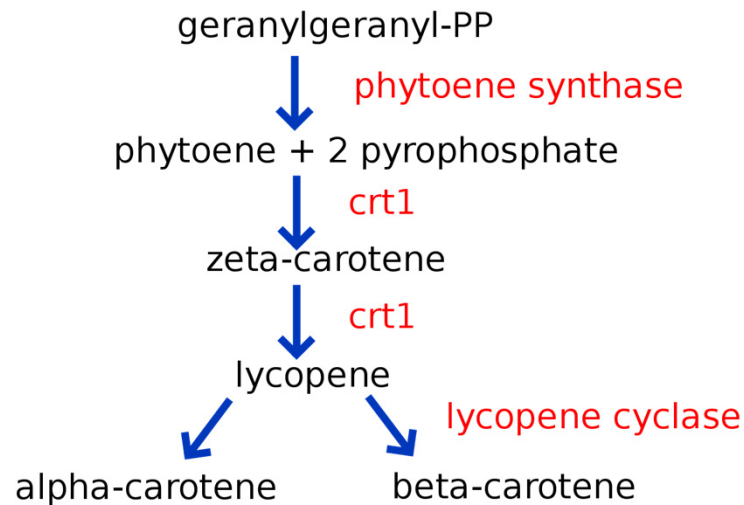 geranylgeranyl-PP
phytoene synthase
phytoene + 2 pyrophosphate
crt1
zeta-carotene
crt1
lycopene
lycopene cyclase
alpha-carotene beta-carotene